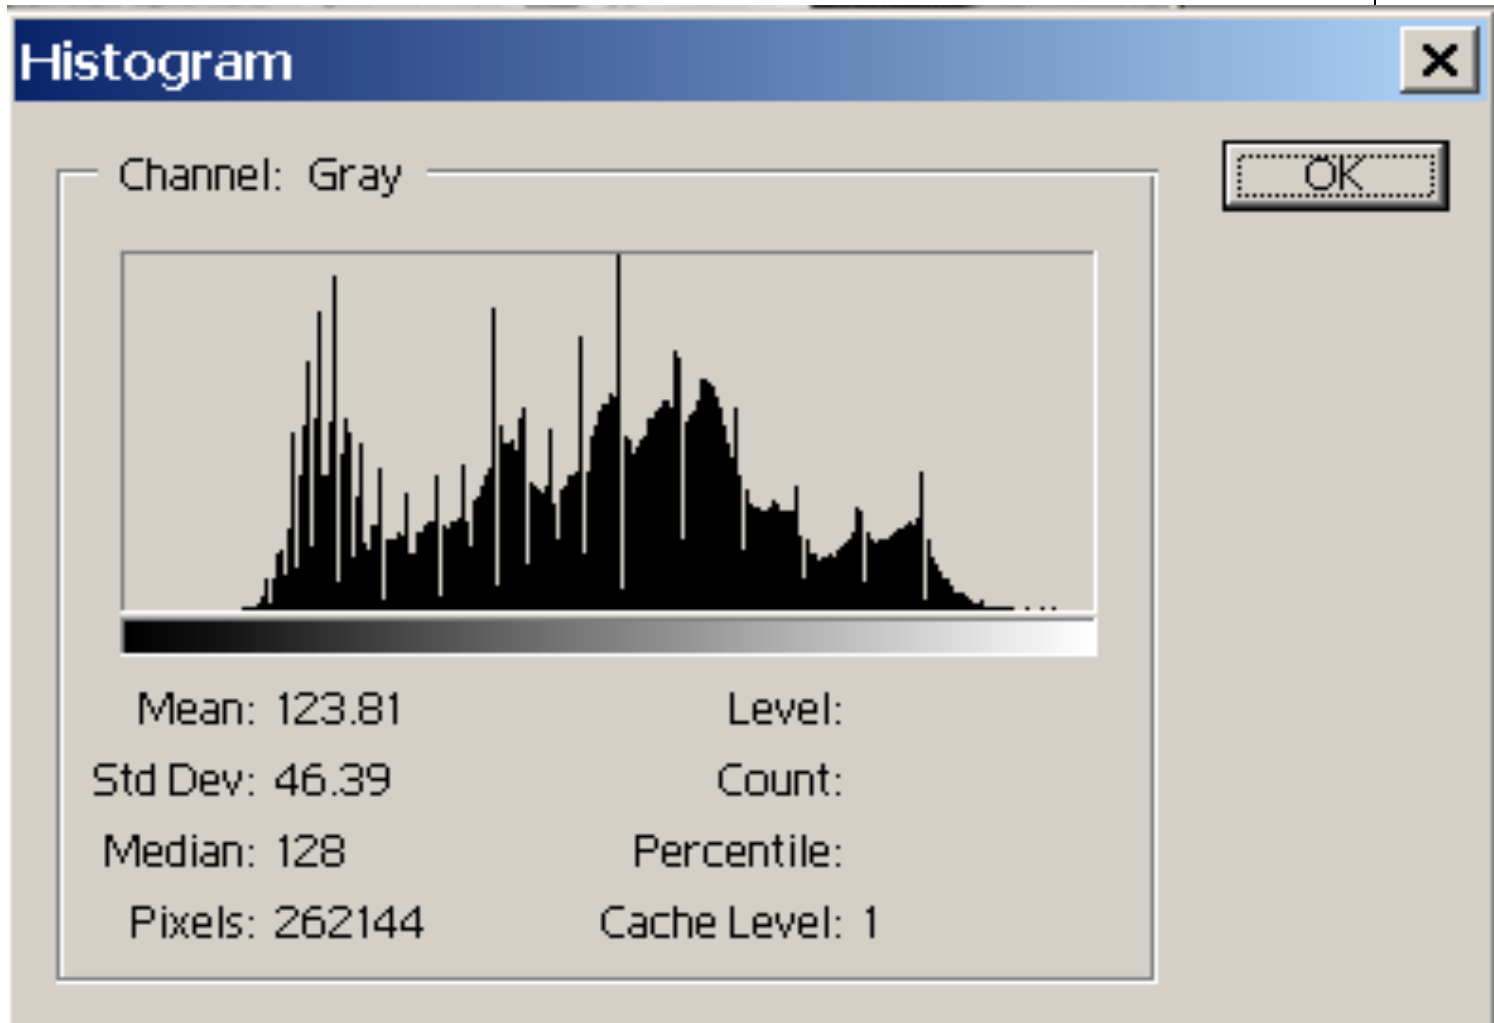 Histogram
Channel: Gray
OK
Mean: 123.81
Level:
Std Dev: 46.39
Count:
Median: 128
Percentile:
Pixels: 262144
Cache Level: 1